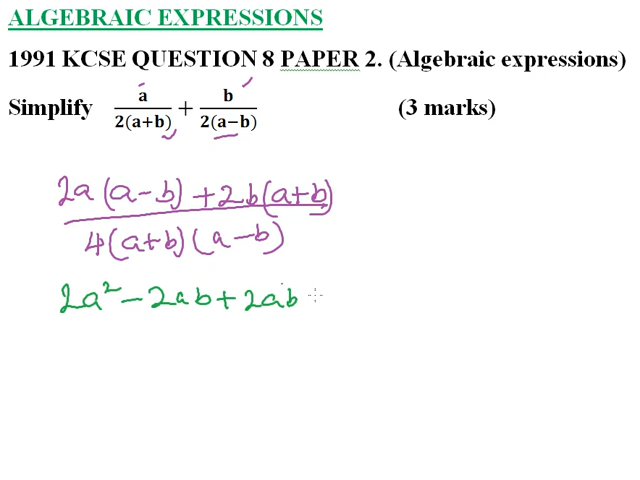 ALGEBRAIC EXPRESSIONS
1991 KCSE QUESTION 8 PAPER 2. (Algebraic expressions)
Simplify a/2(a+b) + b/2(a−b) (3 marks)
2a(a−b) + 2b(a+b)
4(a+b)(a−b)
2a² − 2ab + 2ab